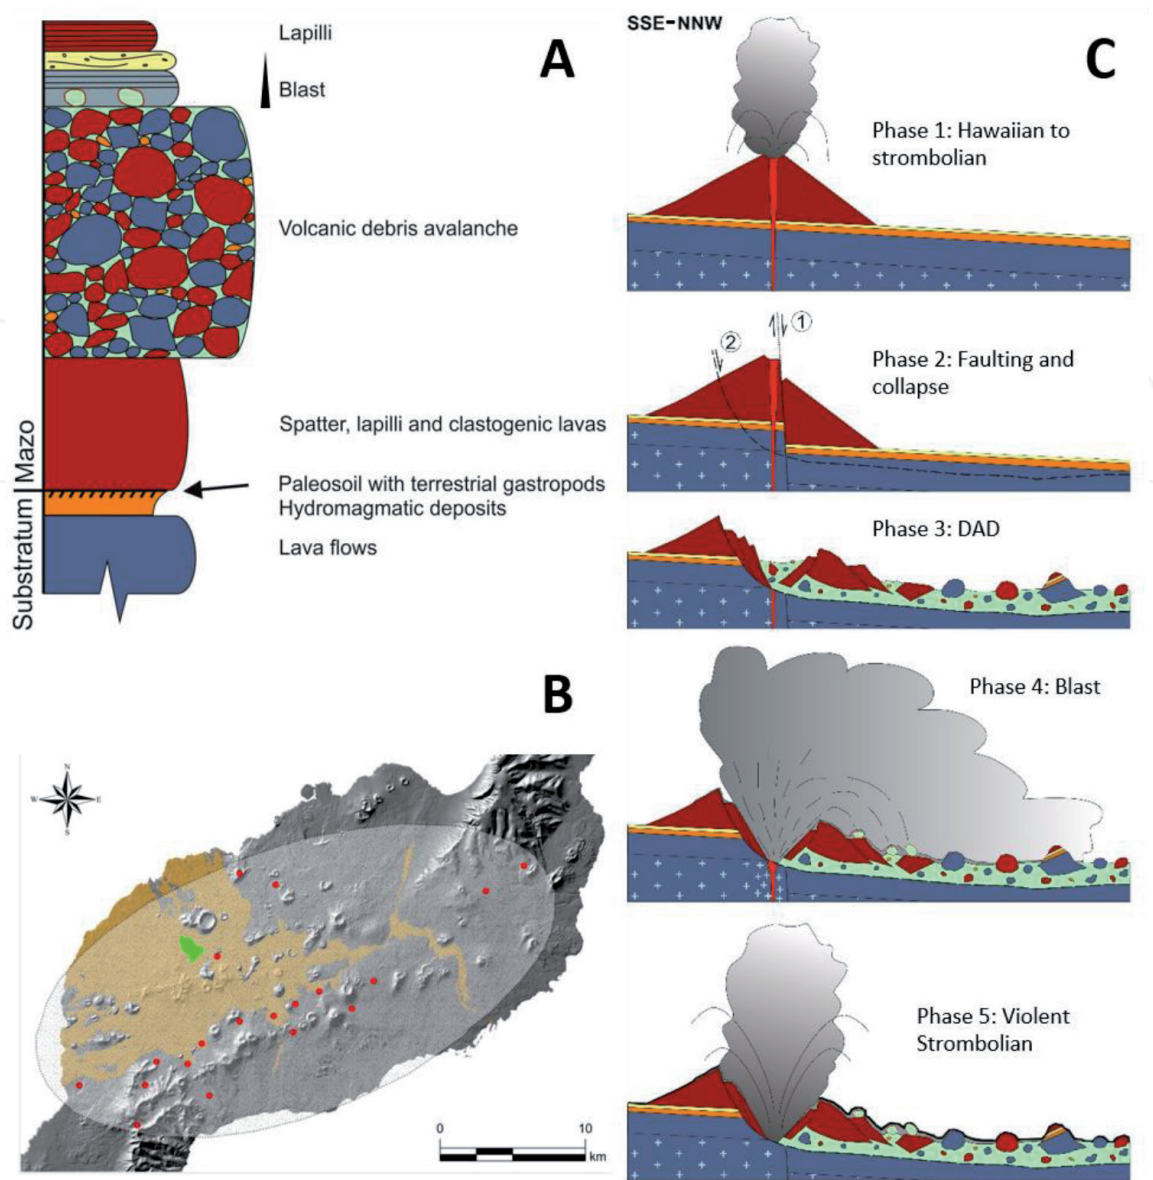 A
Lapilli
Blast
Volcanic debris avalanche
Spatter, lapilli and clastogenic lavas
Paleosoil with terrestrial gastropods
Hydromagmatic deposits
Lava flows
Substratum
Mazo
B
N
W
E
S
0
10
km
C
SSE-NNW
Phase 1: Hawaiian to
strombolian
1
2
Phase 2: Faulting and
collapse
Phase 3: DAD
Phase 4: Blast
Phase 5: Violent
Strombolian